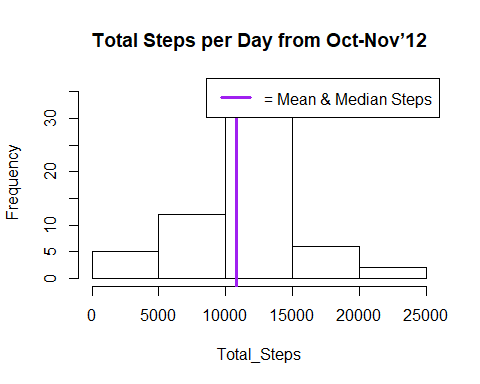 Total Steps per Day from Oct-Nov’12
= Mean & Median Steps
Frequency
30
20
10
5
0
0 5000 10000 15000 20000 25000
Total_Steps